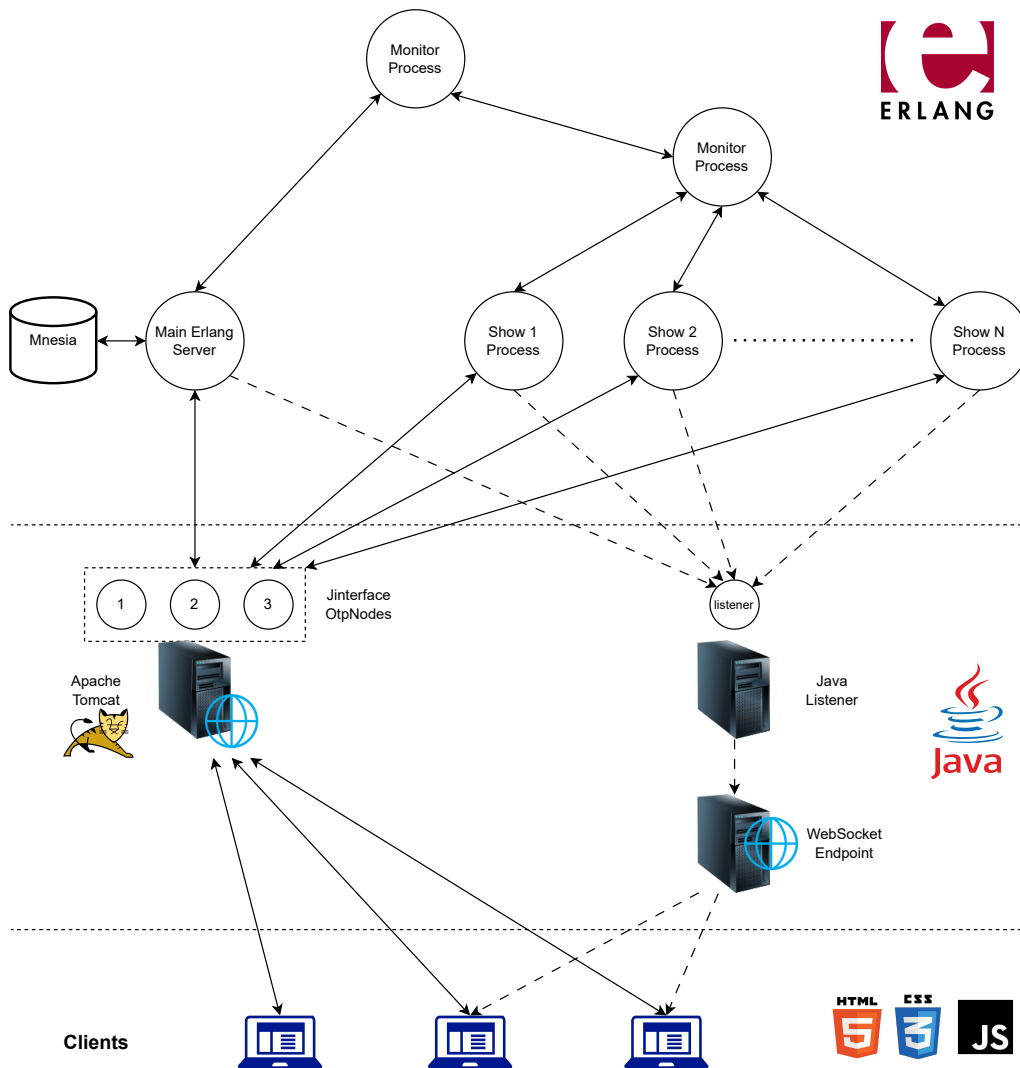 Monitor
Process
e
ERLANG
Monitor
Process
Mnesia
Main Erlang
Server
Show 1
Process
Show 2
Process
Show N
Process
1
2
3
Jinterface
OtpNodes
listener
Apache
Tomcat
Java
Listener
Java
WebSocket
Endpoint
Clients
HTML
5
CSS
3
JS